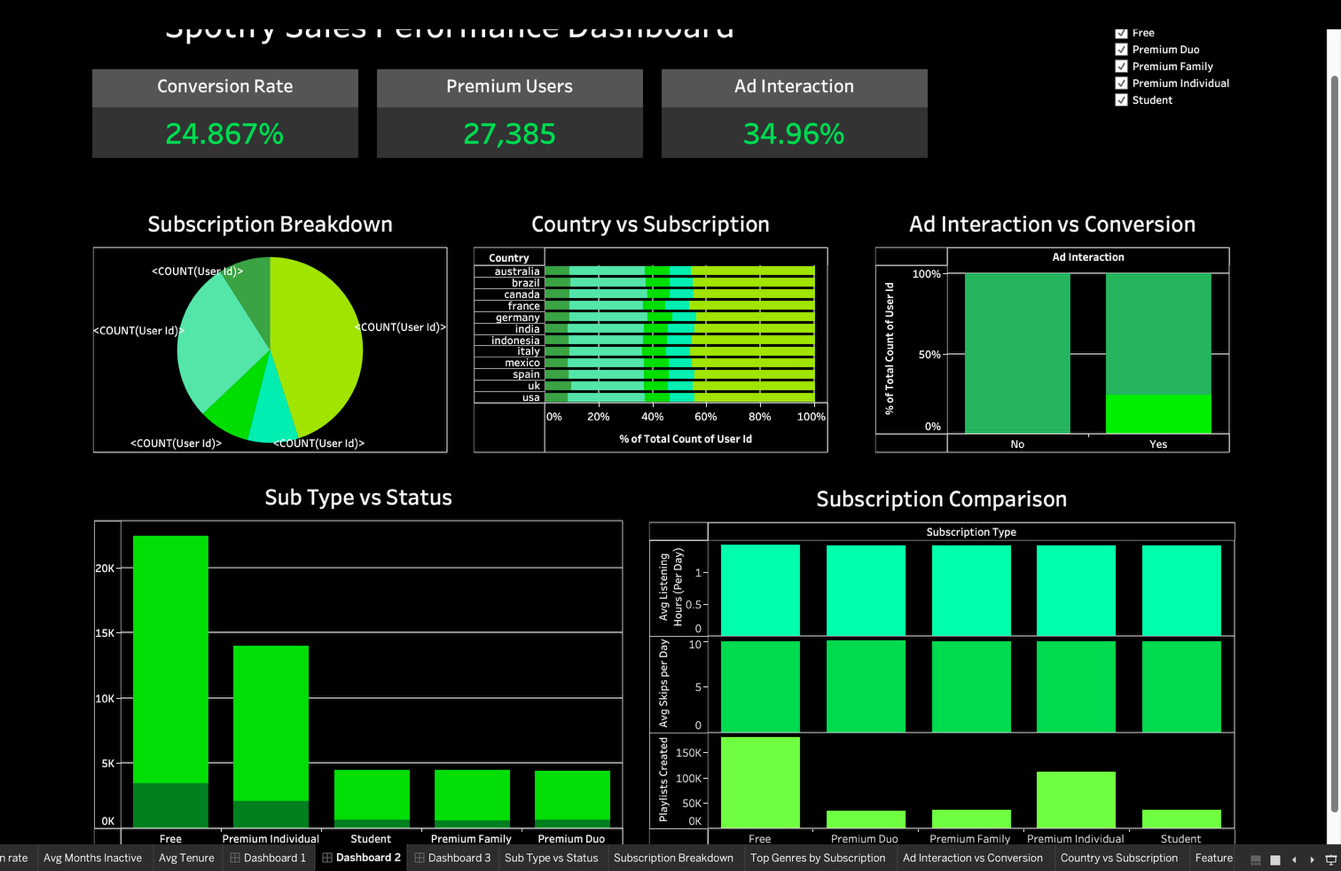 Spotify Sales Performance Dashboard
Free
Premium Duo
Premium Family
Premium Individual
Student
Conversion Rate
24.867%
Premium Users
27,385
Ad Interaction
34.96%
Subscription Breakdown
<COUNT(User Id)>
<COUNT(User Id)>
<COUNT(User Id)>
<COUNT(User Id)>
<COUNT(User Id)>
Country vs Subscription
Country
australia
brazil
canada
france
germany
india
indonesia
italy
mexico
spain
uk
usa
0% 20% 40% 60% 80% 100%
% of Total Count of User Id
Ad Interaction vs Conversion
Ad Interaction
% of Total Count of User Id
100%
50%
0%
No Yes
Sub Type vs Status
20K
15K
10K
5K
0K
Free Premium Individual Student Premium Family Premium Duo
Subscription Comparison
Subscription Type
Avg Listening
Hours (Per Day)
1
0.5
0
Avg Skips per Day
10
5
0
Playlists Created
150K
100K
50K
0K
Free Premium Duo Premium Family Premium Individual Student
n rate Avg Months Inactive Avg Tenure Dashboard 1 Dashboard 2 Dashboard 3 Sub Type vs Status Subscription Breakdown Top Genres by Subscription Ad Interaction vs Conversion Country vs Subscription Feature